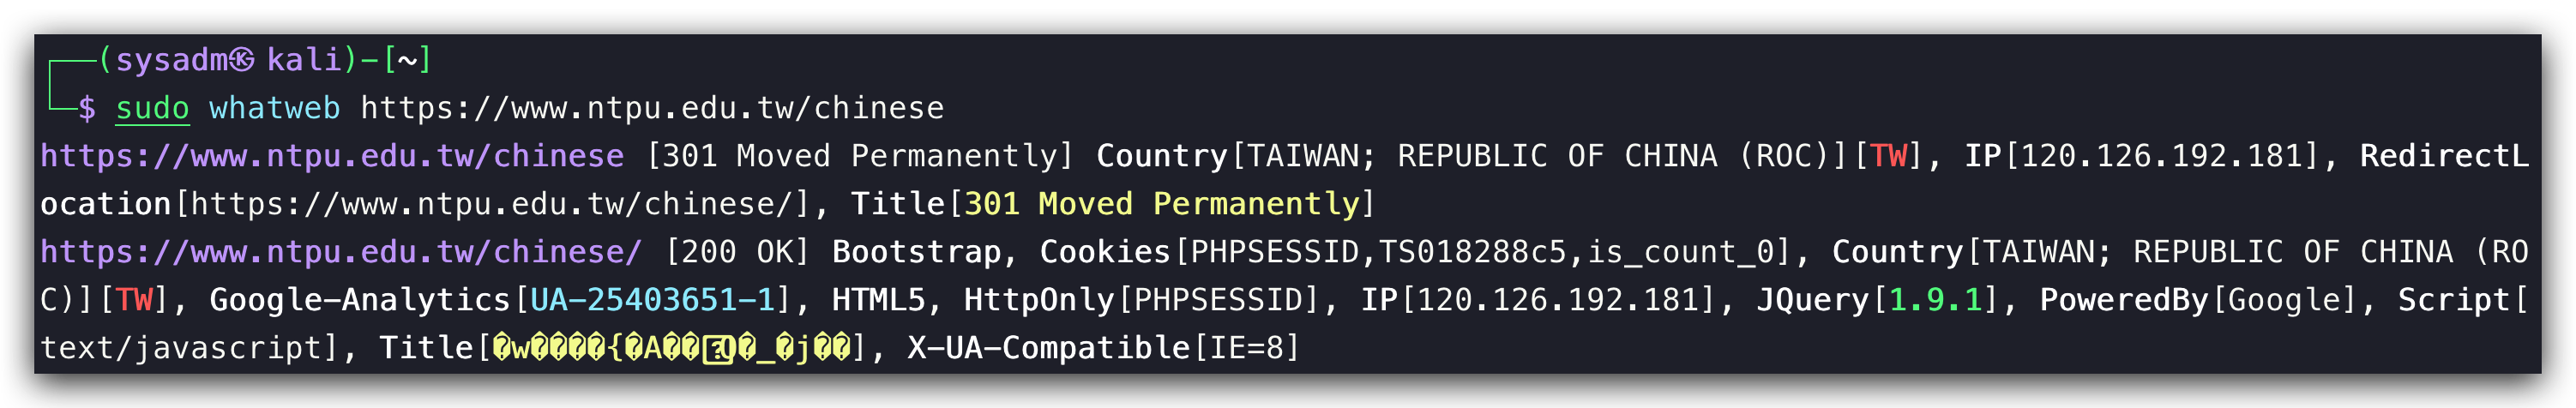 (sysadm㉿kali)-[~]
$ sudo whatweb https://www.ntpu.edu.tw/chinese
https://www.ntpu.edu.tw/chinese [301 Moved Permanently] Country[TAIWAN; REPUBLIC OF CHINA (ROC)][TW], IP[120.126.192.181], RedirectL
ocation[https://www.ntpu.edu.tw/chinese/], Title[301 Moved Permanently]
https://www.ntpu.edu.tw/chinese/ [200 OK] Bootstrap, Cookies[PHPSESSID,TS018288c5,is_count_0], Country[TAIWAN; REPUBLIC OF CHINA (RO
C)][TW], Google-Analytics[UA-25403651-1], HTML5, HttpOnly[PHPSESSID], IP[120.126.192.181], JQuery[1.9.1], PoweredBy[Google], Script[
text/javascript], Title[�w����{�A���_�j��], X-UA-Compatible[IE=8]